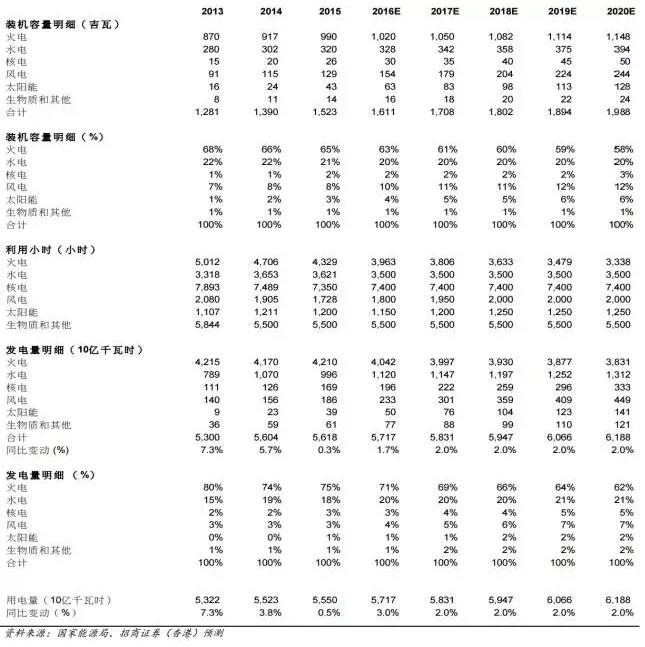 2013 2014 2015 2016E 2017E 2018E 2019E 2020E
装机容量明细（吉瓦）
火电 870 917 990 1,020 1,050 1,082 1,114 1,148
水电 280 302 320 328 342 358 375 394
核电 15 20 26 30 35 40 45 50
风电 91 115 129 154 179 204 224 244
太阳能 16 24 43 63 83 98 113 128
生物质和其他 8 11 14 16 18 20 22 24
合计 1,281 1,390 1,523 1,611 1,708 1,802 1,894 1,988
装机容量明细（%）
火电 68% 66% 65% 63% 61% 60% 59% 58%
水电 22% 22% 21% 20% 20% 20% 20% 20%
核电 1% 1% 2% 2% 2% 2% 2% 3%
风电 7% 8% 8% 10% 11% 11% 12% 12%
太阳能 1% 2% 3% 4% 5% 5% 6% 6%
生物质和其他 1% 1% 1% 1% 1% 1% 1% 1%
合计 100% 100% 100% 100% 100% 100% 100% 100%
利用小时（小时）
火电 5,012 4,706 4,329 3,963 3,806 3,633 3,479 3,338
水电 3,318 3,653 3,621 3,500 3,500 3,500 3,500 3,500
核电 7,893 7,489 7,350 7,400 7,400 7,400 7,400 7,400
风电 2,080 1,905 1,728 1,800 1,950 2,000 2,000 2,000
太阳能 1,107 1,211 1,200 1,150 1,200 1,250 1,250 1,250
生物质和其他 5,844 5,500 5,500 5,500 5,500 5,500 5,500 5,500
发电量明细（10亿千瓦时）
火电 4,215 4,170 4,210 4,042 3,997 3,930 3,877 3,831
水电 789 1,070 996 1,120 1,147 1,197 1,252 1,312
核电 111 126 169 196 222 259 296 333
风电 140 156 186 233 301 359 409 449
太阳能 9 23 39 50 76 104 123 141
生物质和其他 36 59 61 77 88 99 110 121
合计 5,300 5,604 5,618 5,717 5,831 5,947 6,066 6,188
同比变动(%) 7.3% 5.7% 0.3% 1.7% 2.0% 2.0% 2.0% 2.0%
发电量明细（%）
火电 80% 74% 75% 71% 69% 66% 64% 62%
水电 15% 19% 18% 20% 20% 20% 21% 21%
核电 2% 2% 3% 3% 4% 4% 5% 5%
风电 3% 3% 3% 4% 5% 6% 7% 7%
太阳能 0% 0% 1% 1% 1% 2% 2% 2%
生物质和其他 1% 1% 1% 1% 2% 2% 2% 2%
合计 100% 100% 100% 100% 100% 100% 100% 100%
用电量（10亿千瓦时） 5,322 5,523 5,550 5,717 5,831 5,947 6,066 6,188
同比变动（%） 7.3% 3.8% 0.5% 3.0% 2.0% 2.0% 2.0% 2.0%
资料来源：国家能源局、招商证券（香港）预测